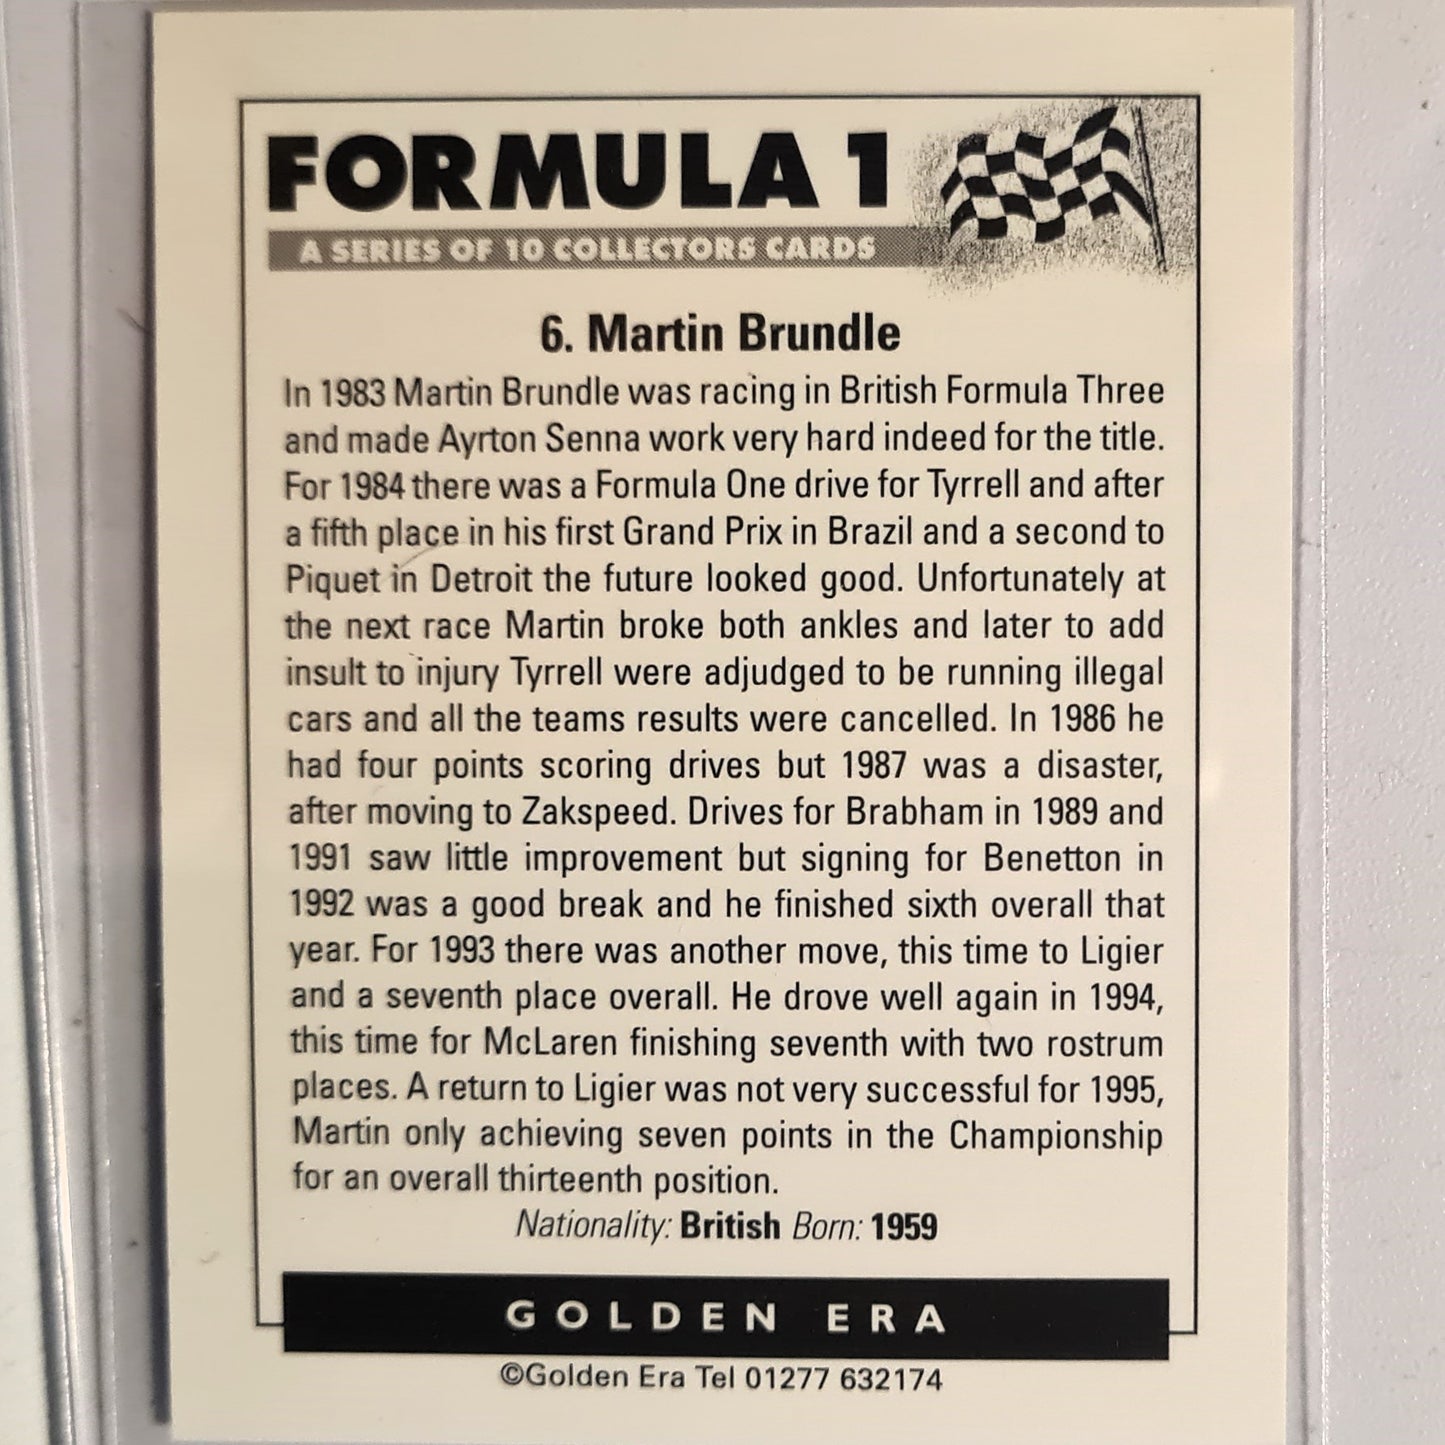 FORMULA 1
A SERIES OF 10 COLLECTORS CARDS
6. Martin Brundle
In 1983 Martin Brundle was racing in British Formula Three
and made Ayrton Senna work very hard indeed for the title.
For 1984 there was a Formula One drive for Tyrrell and after
a fifth place in his first Grand Prix in Brazil and a second to
Piquet in Detroit the future looked good. Unfortunately at
the next race Martin broke both ankles and later to add
insult to injury Tyrrell were adjudged to be running illegal
cars and all the teams results were cancelled. In 1986 he
had four points scoring drives but 1987 was a disaster,
after moving to Zakspeed. Drives for Brabham in 1989 and
1991 saw little improvement but signing for Benetton in
1992 was a good break and he finished sixth overall that
year. For 1993 there was another move, this time to Ligier
and a seventh place overall. He drove well again in 1994,
this time for McLaren finishing seventh with two rostrum
places. A return to Ligier was not very successful for 1995,
Martin only achieving seven points in the Championship
for an overall thirteenth position.
Nationality: British Born: 1959
GOLDEN ERA
©Golden Era Tel 01277 632174